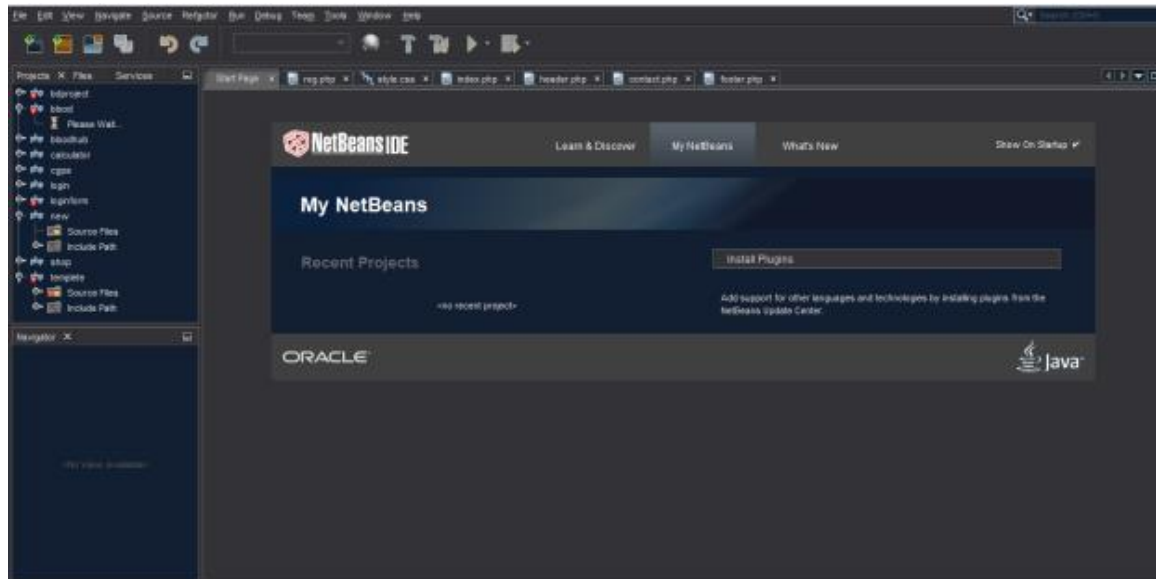 File Edit View Navigate Source Refactor Run Debug Team Tools Window Help
Projects Files Services
Start Page reg.php style.css index.php header.php contact.php footer.php
bdproject
blood
Please Wait...
bloodhub
calculator
cgpa
login
loginform
new
Source Files
Include Path
shop
template
Source Files
Include Path
Navigator
<No View Available>
NetBeans IDE
Learn & Discover My NetBeans What's New Show On Startup
My NetBeans
Recent Projects
<no recent project>
Install Plugins
Add support for other languages and technologies by installing plugins from the
NetBeans Update Center.
ORACLE
Java